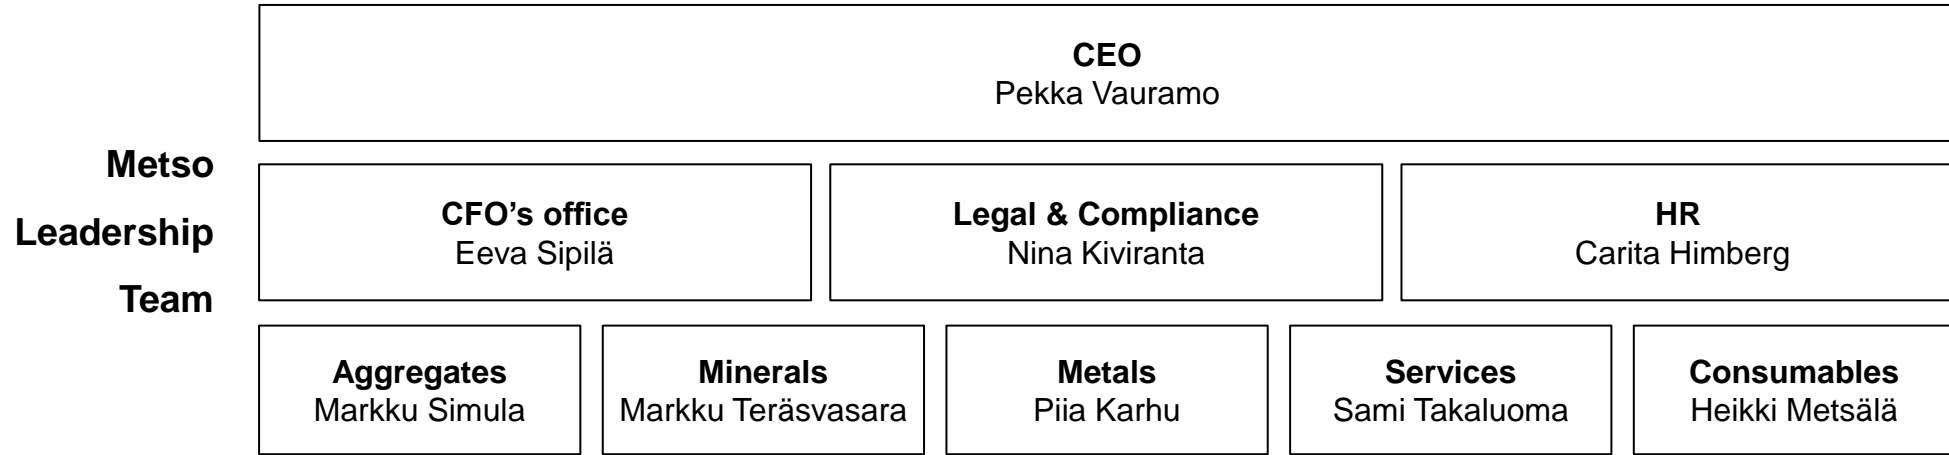 CEO
Pekka Vauramo
Metso
Leadership
Team
CFO’s office
Eeva Sipilä
Legal & Compliance
Nina Kiviranta
HR
Carita Himberg
Aggregates
Markku Simula
Minerals
Markku Teräsvasara
Metals
Piia Karhu
Services
Sami Takaluoma
Consumables
Heikki Metsälä